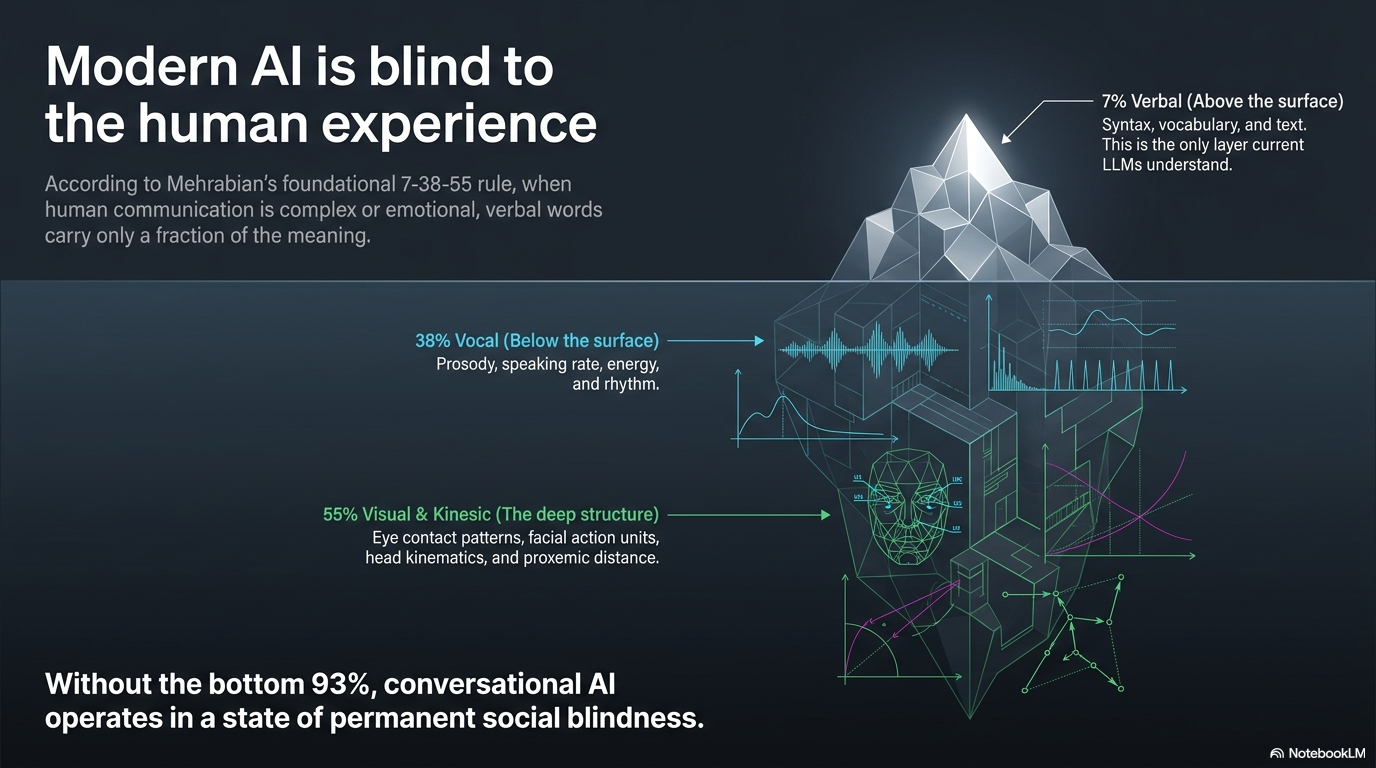 Modern AI is blind to
the human experience
According to Mehrabian's foundational 7-38-55 rule, when
human communication is complex or emotional, verbal words
carry only a fraction of the meaning.
7% Verbal (Above the surface)
Syntax, vocabulary, and text.
This is the only layer current
LLMs understand.
38% Vocal (Below the surface)
Prosody, speaking rate, energy,
and rhythm.
55% Visual & Kinesic (The deep structure)
Eye contact patterns, facial action units,
head kinematics, and proxemic distance.
Without the bottom 93%, conversational AI
operates in a state of permanent social blindness.
NotebookLM